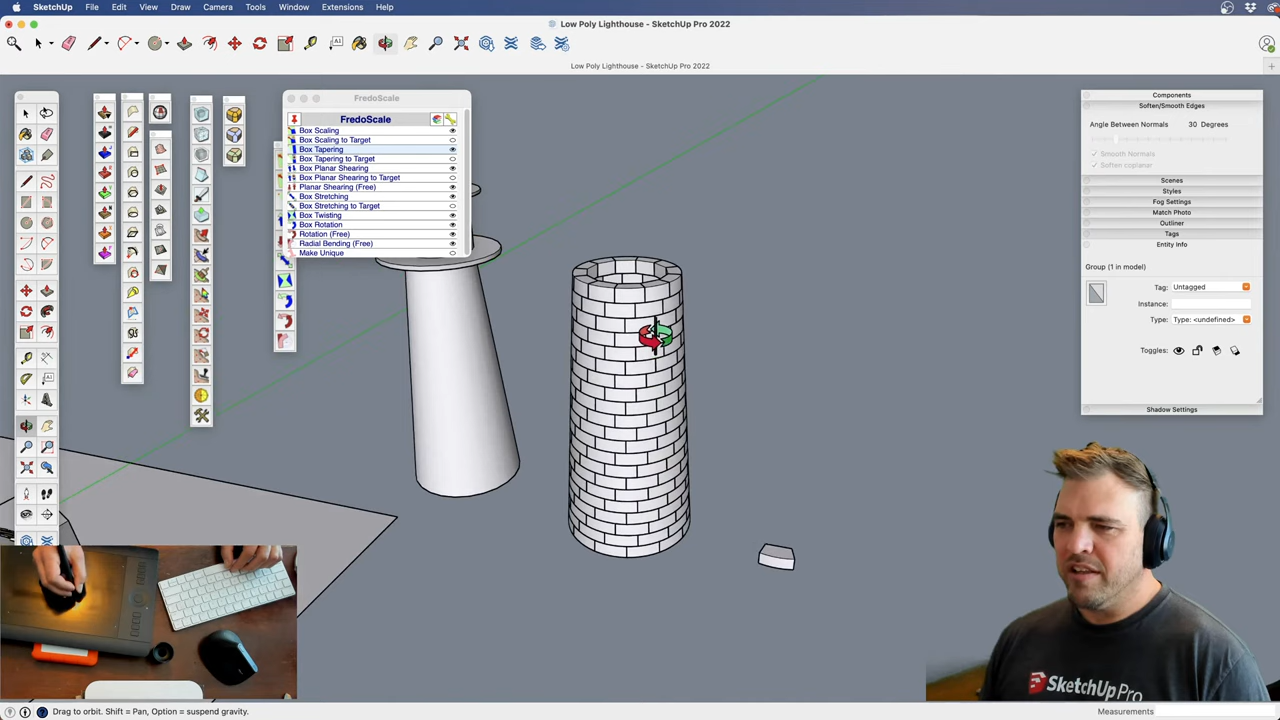 SketchUp File Edit View Draw Camera Tools Window Extensions Help
Low Poly Lighthouse - SketchUp Pro 2022
Low Poly Lighthouse - SketchUp Pro 2022
FredoScale
FredoScale
Box Scaling
Box Scaling to Target
Box Tapering
Box Tapering to Target
Box Planar Shearing
Box Planar Shearing to Target
Planar Shearing (Free)
Box Stretching
Box Stretching to Target
Box Twisting
Box Rotation
Rotation (Free)
Radial Bending (Free)
Make Unique
Components
Soften/Smooth Edges
Angle Between Normals 30 Degrees
Smooth Normals
Soften coplanar
Scenes
Styles
Fog Settings
Match Photo
Outliner
Tags
Entity Info
Group (1 in model)
Tag: Untagged
Instance:
Type: Type: <undefined>
Toggles:
Shadow Settings
SketchUp Pro
Drag to orbit. Shift = Pan, Option = suspend gravity.
Measurements